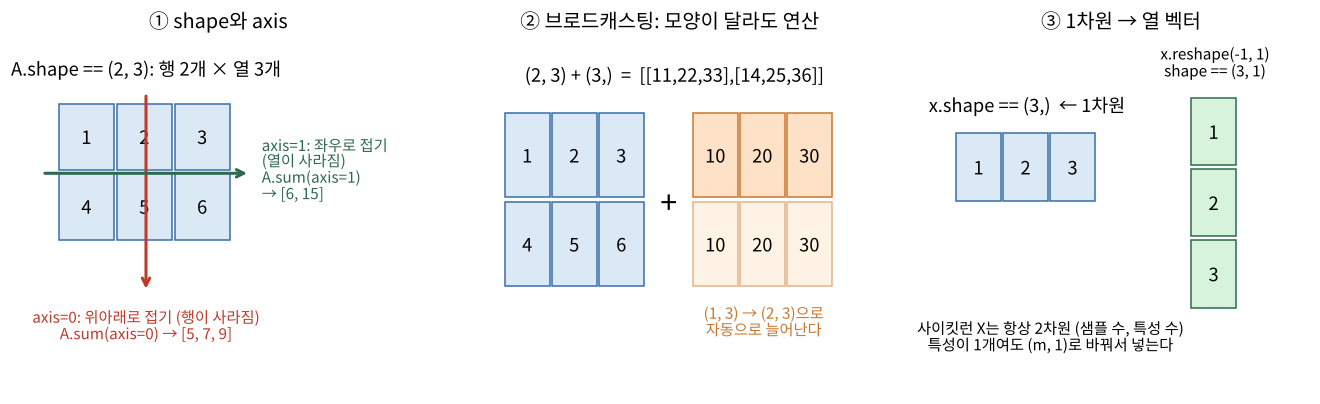 ① shape와 axis
A.shape == (2, 3): 행 2개 × 열 3개
1 2 3
4 5 6
axis=1: 좌우로 접기
(열이 사라짐)
A.sum(axis=1)
→ [6, 15]
axis=0: 위아래로 접기 (행이 사라짐)
A.sum(axis=0) → [5, 7, 9]
② 브로드캐스팅: 모양이 달라도 연산
(2, 3) + (3,) = [[11,22,33],[14,25,36]]
1 2 3
4 5 6
+
10 20 30
10 20 30
(1, 3) → (2, 3)으로
자동으로 늘어난다
③ 1차원 → 열 벡터
x.reshape(-1, 1)
shape == (3, 1)
x.shape == (3,) ← 1차원
1 2 3
1
2
3
사이킷런 X는 항상 2차원 (샘플 수, 특성 수)
특성이 1개여도 (m, 1)로 바꿔서 넣는다